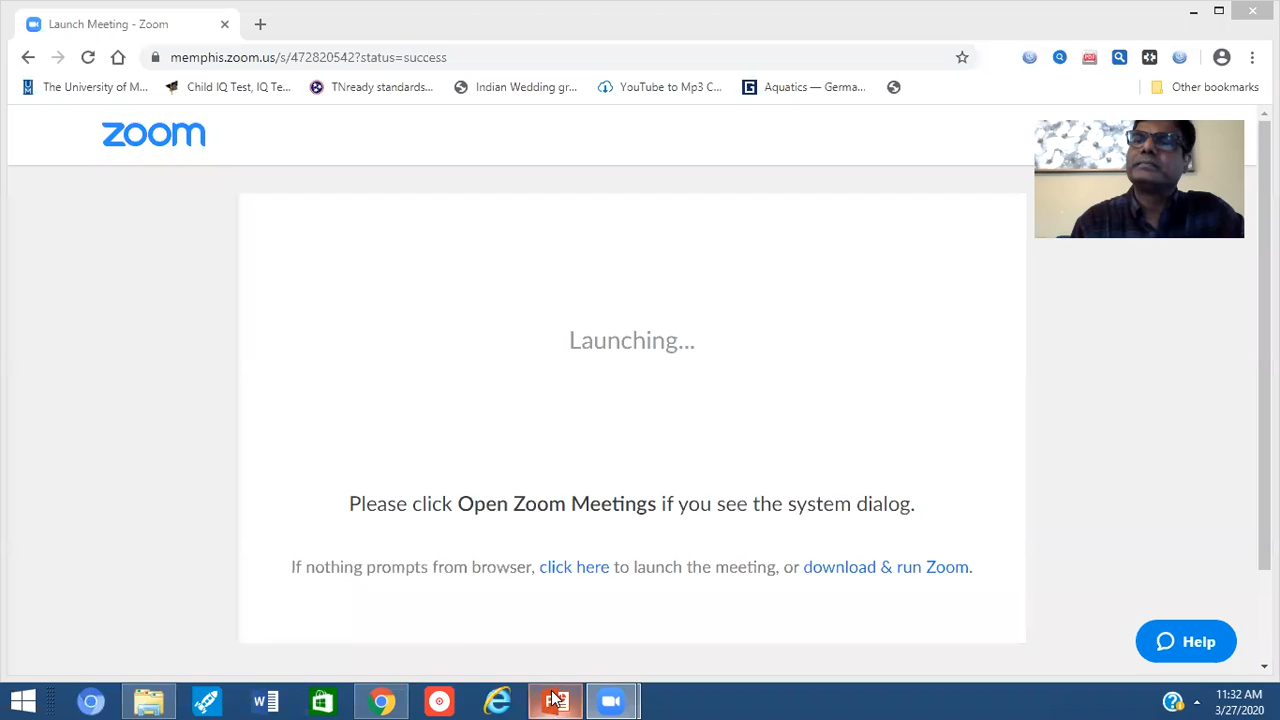 Launch Meeting - Zoom
memphis.zoom.us/s/472820542?status=success
The University of M...
Child IQ Test, IQ Te...
TNready standards...
Indian Wedding gr...
YouTube to Mp3 C...
Aquatics — Germa...
Other bookmarks
zoom
Launching...
Please click Open Zoom Meetings if you see the system dialog.
If nothing prompts from browser, click here to launch the meeting, or download & run Zoom.
Help
11:32 AM
3/27/2020